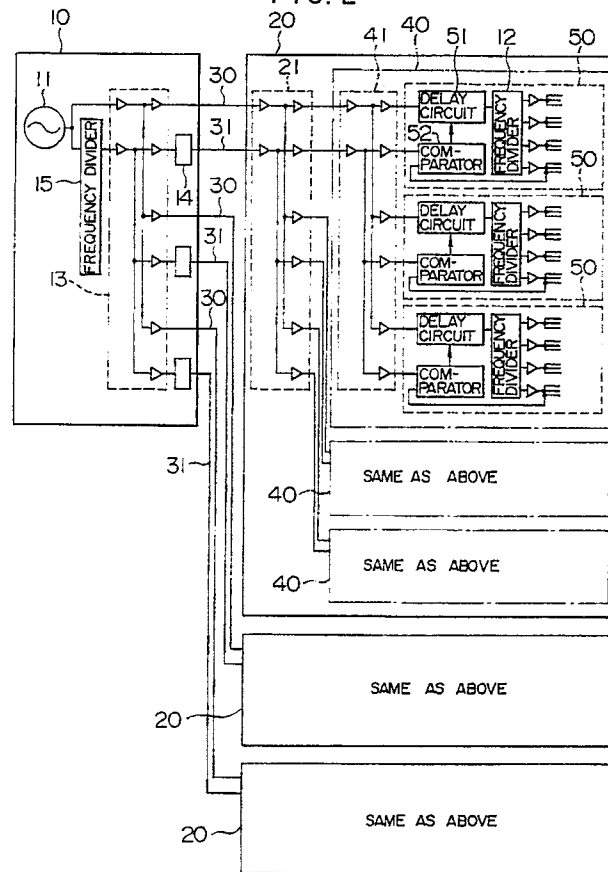 FIG. 2
10
20
40
11
30
21
41
51
12
50
DELAY
CIRCUIT
FREQUENCY
DIVIDER
31
52
COM-
PARATOR
15
FREQUENCY DIVIDER
14
30
50
DELAY
CIRCUIT
FREQUENCY
DIVIDER
31
COM-
PARATOR
13
30
50
DELAY
CIRCUIT
FREQUENCY
DIVIDER
COM-
PARATOR
31
40
SAME AS ABOVE
40
SAME AS ABOVE
20
SAME AS ABOVE
20
SAME AS ABOVE